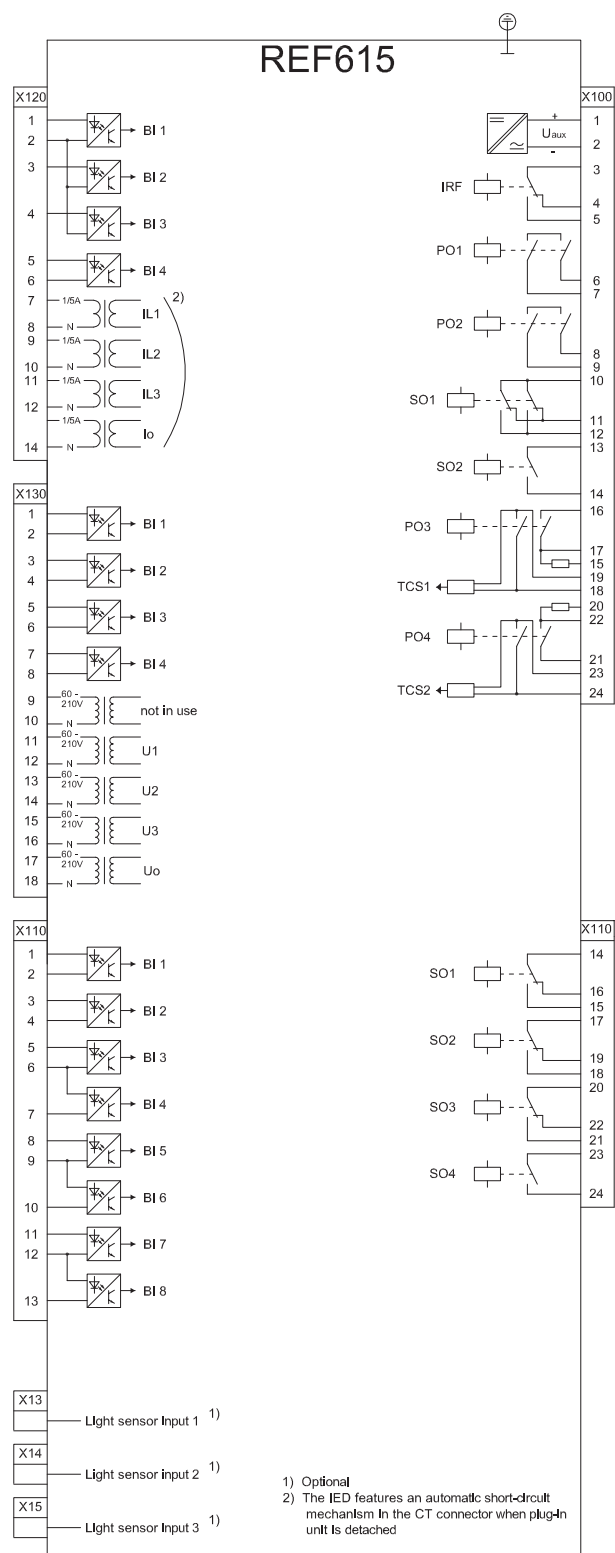 REF615
X120
1
2
BI 1
3
BI 2
4
BI 3
5
6
BI 4
7
1/5A
2)
8
N
IL1
9
1/5A
10
N
IL2
11
1/5A
12
N
IL3
1/5A
14
N
Io
X130
1
2
BI 1
3
4
BI 2
5
6
BI 3
7
8
BI 4
9
60 -
210V
10
N
not in use
11
60 -
210V
12
N
U1
13
60 -
210V
14
N
U2
15
60 -
210V
16
N
U3
17
60 -
210V
18
N
Uo
X110
1
2
BI 1
3
4
BI 2
5
6
BI 3
BI 4
7
8
9
BI 5
BI 6
10
11
12
BI 7
BI 8
13
X13
Light sensor input 1 1)
X14
Light sensor input 2 1)
X15
Light sensor input 3 1)
X100
+
Uaux
-
1
2
IRF
3
4
5
PO1
6
7
PO2
8
9
SO1
10
11
12
SO2
13
14
PO3
16
17
15
TCS1
19
18
20
PO4
22
21
23
TCS2
24
X110
SO1
14
16
15
SO2
17
19
18
SO3
20
22
21
SO4
23
24
1) Optional
2) The IED features an automatic short-circuit
mechanism in the CT connector when plug-in
unit is detached